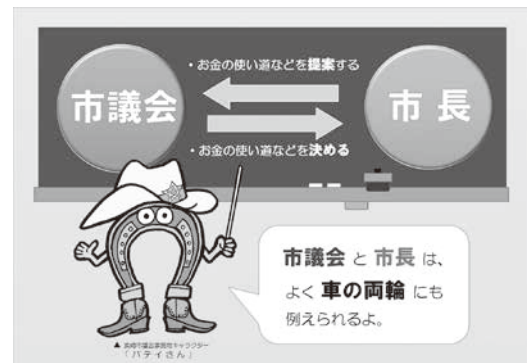 ・お金の使い道などを提案する
市議会
市長
・お金の使い道などを決める
市議会 と 市長 は、
よく 車の両輪 にも
例えられるよ。
「パティさん」